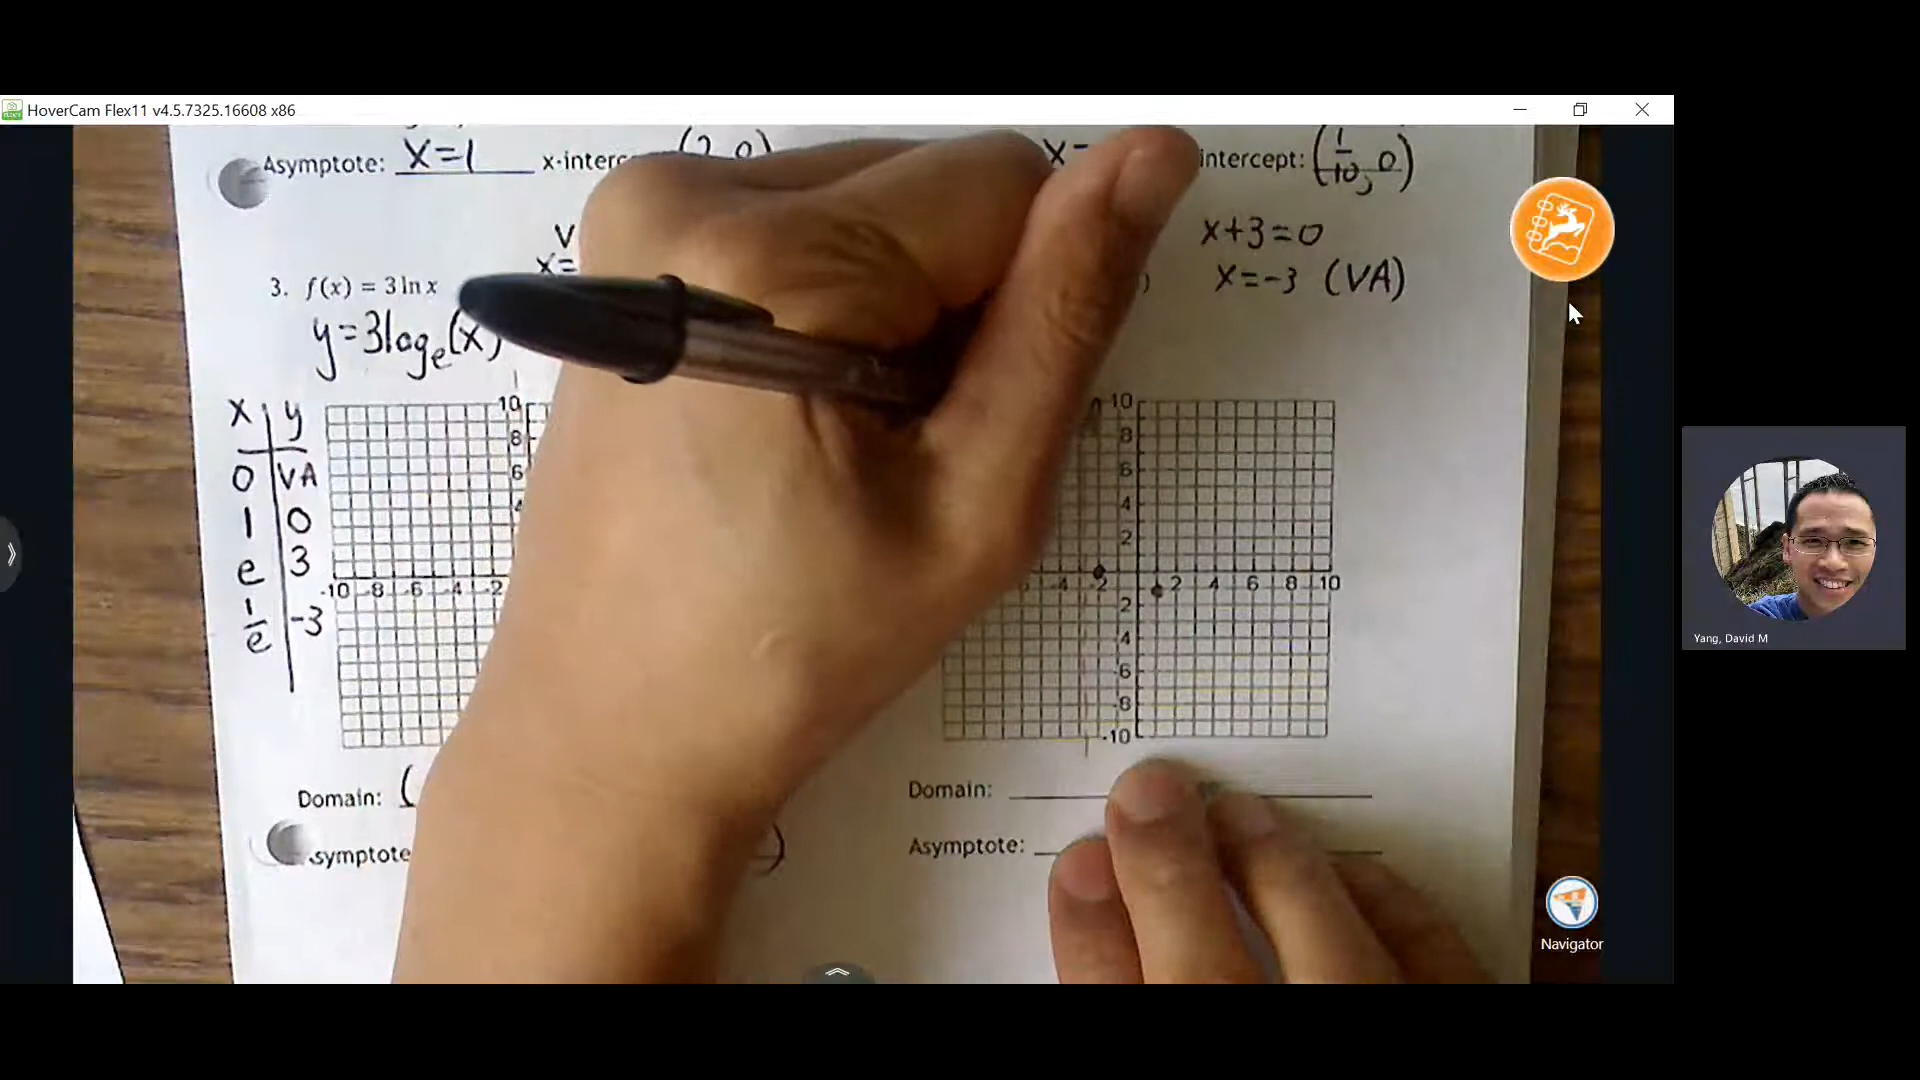 HoverCam Flex11 v4.5.7325.16608 x86
Asymptote: x=1 x-interc
x= intercept: (1/10, 0)
V
x=
x+3=0
x=-3 (VA)
3. f(x) = 3 ln x
y=3logₑ(x)
x y
0 VA
1 0
e 3
1/e -3
10
8
6
4
-10 -8 -6 -4 -2
10
8
6
4
2
-4 -2 2 4 6 8 10
-2
-4
-6
-8
-10
Domain: (
symptote
)
Domain:
Asymptote:
Yang, David M
Navigator